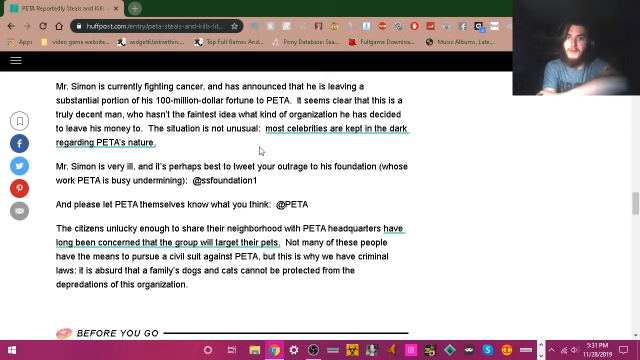 PETA Reportedly Steals and Kills
huffpost.com/entry/peta-steals-and-kills-fit...
Apps
video game website...
widgetEilnkwithin...
Top Full Games And...
Pony Database: Sea...
Fullgame Downloa...
Music Albums, Late...
Mr. Simon is currently fighting cancer, and has announced that he is leaving a
substantial portion of his 100-million-dollar fortune to PETA. It seems clear that this is a
truly decent man, who hasn't the faintest idea what kind of organization he has decided
to leave his money to. The situation is not unusual: most celebrities are kept in the dark
regarding PETA's nature.
Mr. Simon is very ill, and it's perhaps best to tweet your outrage to his foundation (whose
work PETA is busy undermining): @ssfoundation1
And please let PETA themselves know what you think: @PETA
The citizens unlucky enough to share their neighborhood with PETA headquarters have
long been concerned that the group will target their pets. Not many of these people
have the means to pursue a civil suit against PETA, but this is why we have criminal
laws: it is absurd that a family's dogs and cats cannot be protected from the
depredations of this organization.
BEFORE YOU GO
5:31 PM
11/28/2019